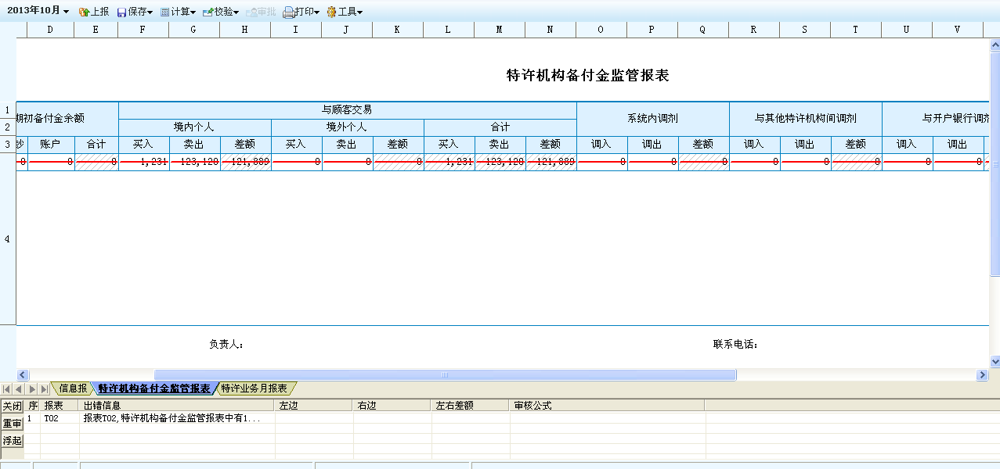 2013年10月 上报 保存 计算 校验 审批 打印 工具
D E F G H I J K L M N O P Q R S T U V
特许机构备付金监管报表
1 与顾客交易
期初备付金余额 系统内调剂 与其他特许机构间调剂 与开户银行调剂
2 境内个人 境外个人 合计
3 钞 账户 合计 买入 卖出 差额 买入 卖出 差额 买入 卖出 差额 调入 调出 差额 调入 调出 差额 调入 调出
0 0 0 1,231 123,120 121,889 0 0 0 1,231 123,120 121,889 0 0 0 0 0 0 0 0
4
负责人: 联系电话:
信息报 特许机构备付金监管报表 特许业务月报表
关闭 序 报表 出错信息 左边 右边 左右差额 审核公式
重审 1 T02 报表T02,特许机构备付金监管报表中有1...
浮起